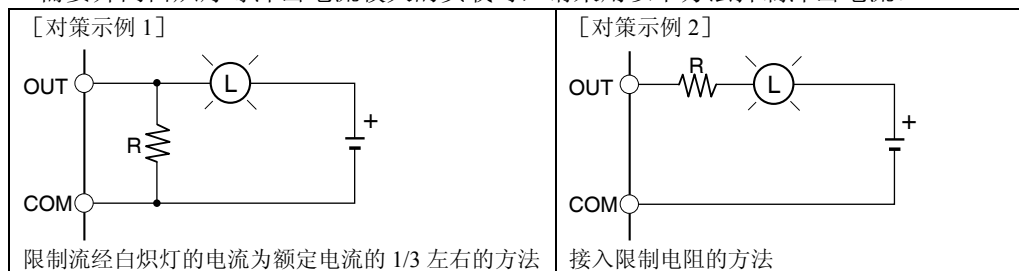 [对策示例 1]
OUT
L
R
+
COM
限制流经白炽灯的电流为额定电流的 1/3 左右的方法
[对策示例 2]
OUT
R
L
+
COM
接入限制电阻的方法